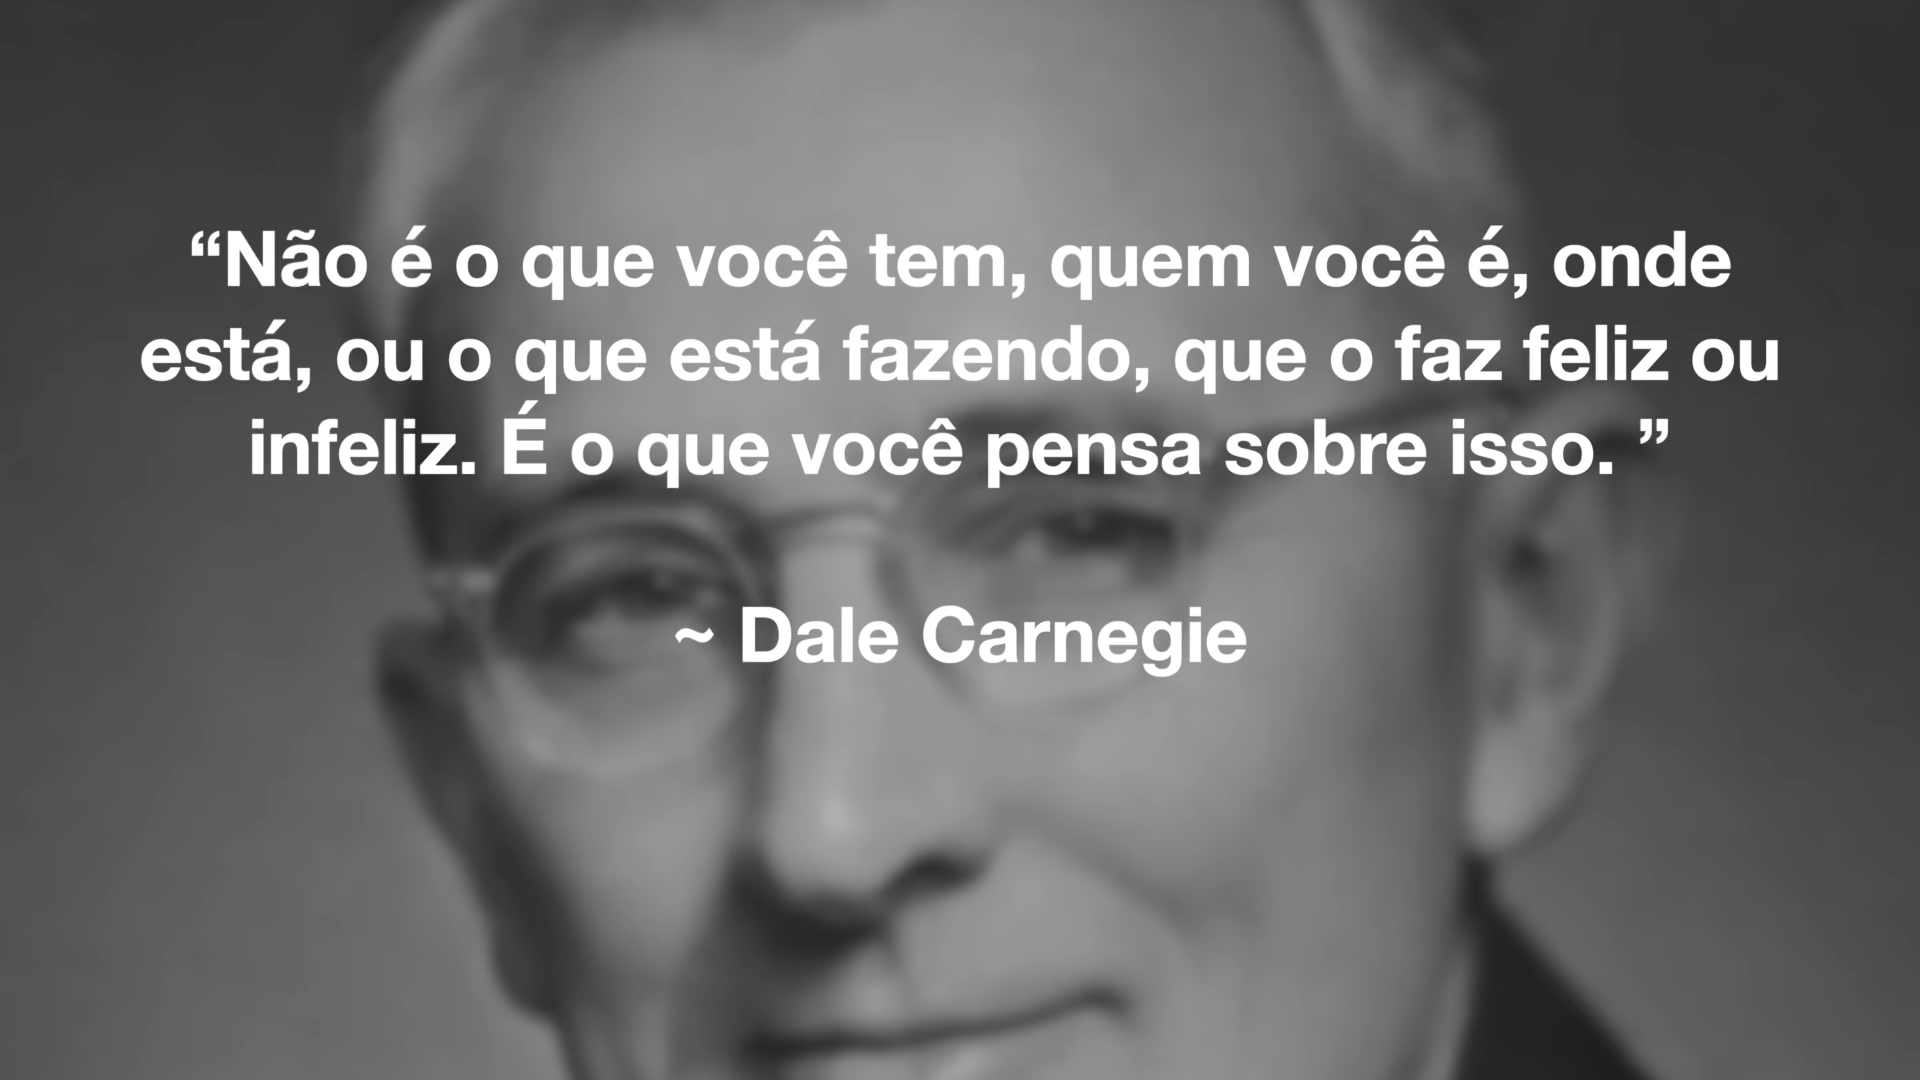 “Não é o que você tem, quem você é, onde
está, ou o que está fazendo, que o faz feliz ou
infeliz. É o que você pensa sobre isso. ”
~ Dale Carnegie